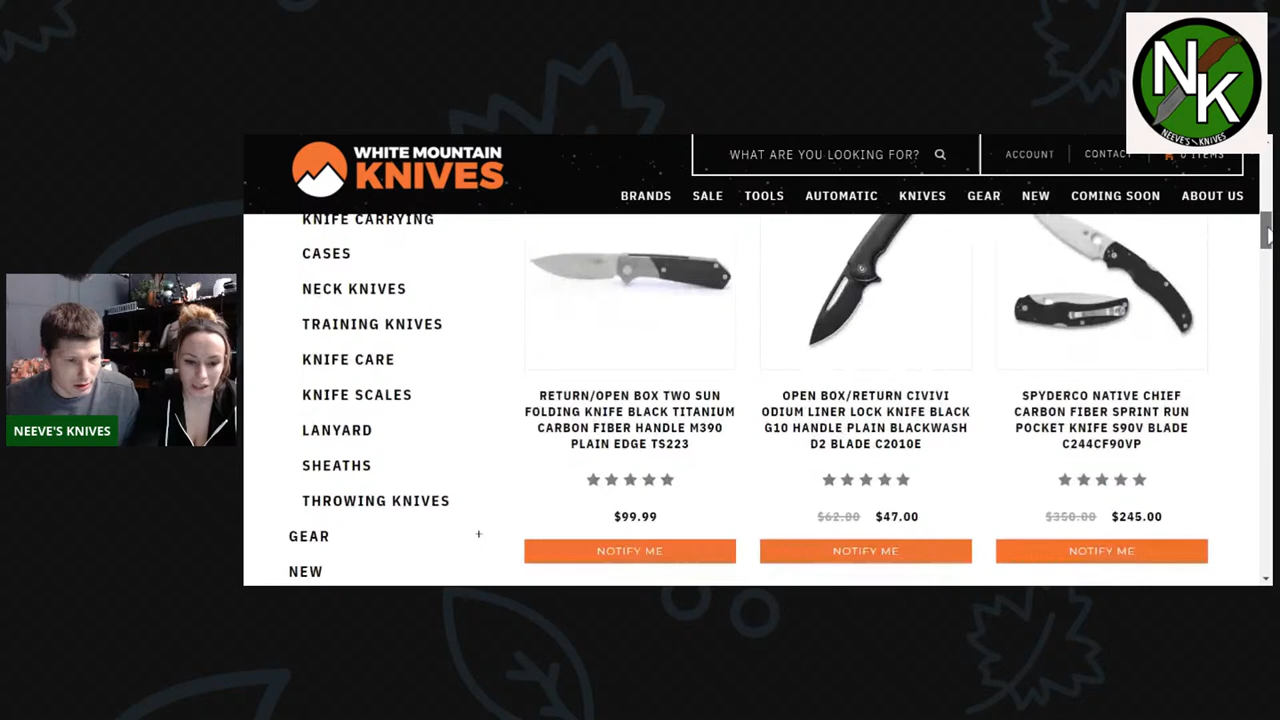 NK
NEEVE'S KNIVES
WHITE MOUNTAIN
KNIVES
WHAT ARE YOU LOOKING FOR?
ACCOUNT
CONTACT
0 ITEMS
BRANDS SALE TOOLS AUTOMATIC KNIVES GEAR NEW COMING SOON ABOUT US
KNIFE CARRYING
CASES
NECK KNIVES
TRAINING KNIVES
KNIFE CARE
KNIFE SCALES
LANYARD
SHEATHS
THROWING KNIVES
GEAR +
NEW
RETURN/OPEN BOX TWO SUN
FOLDING KNIFE BLACK TITANIUM
CARBON FIBER HANDLE M390
PLAIN EDGE TS223
$99.99
NOTIFY ME
OPEN BOX/RETURN CIVIVI
ODIUM LINER LOCK KNIFE BLACK
G10 HANDLE PLAIN BLACKWASH
D2 BLADE C2010E
$62.00 $47.00
NOTIFY ME
SPYDERCO NATIVE CHIEF
CARBON FIBER SPRINT RUN
POCKET KNIFE S90V BLADE
C244CF90VP
$350.00 $245.00
NOTIFY ME
NEEVE'S KNIVES